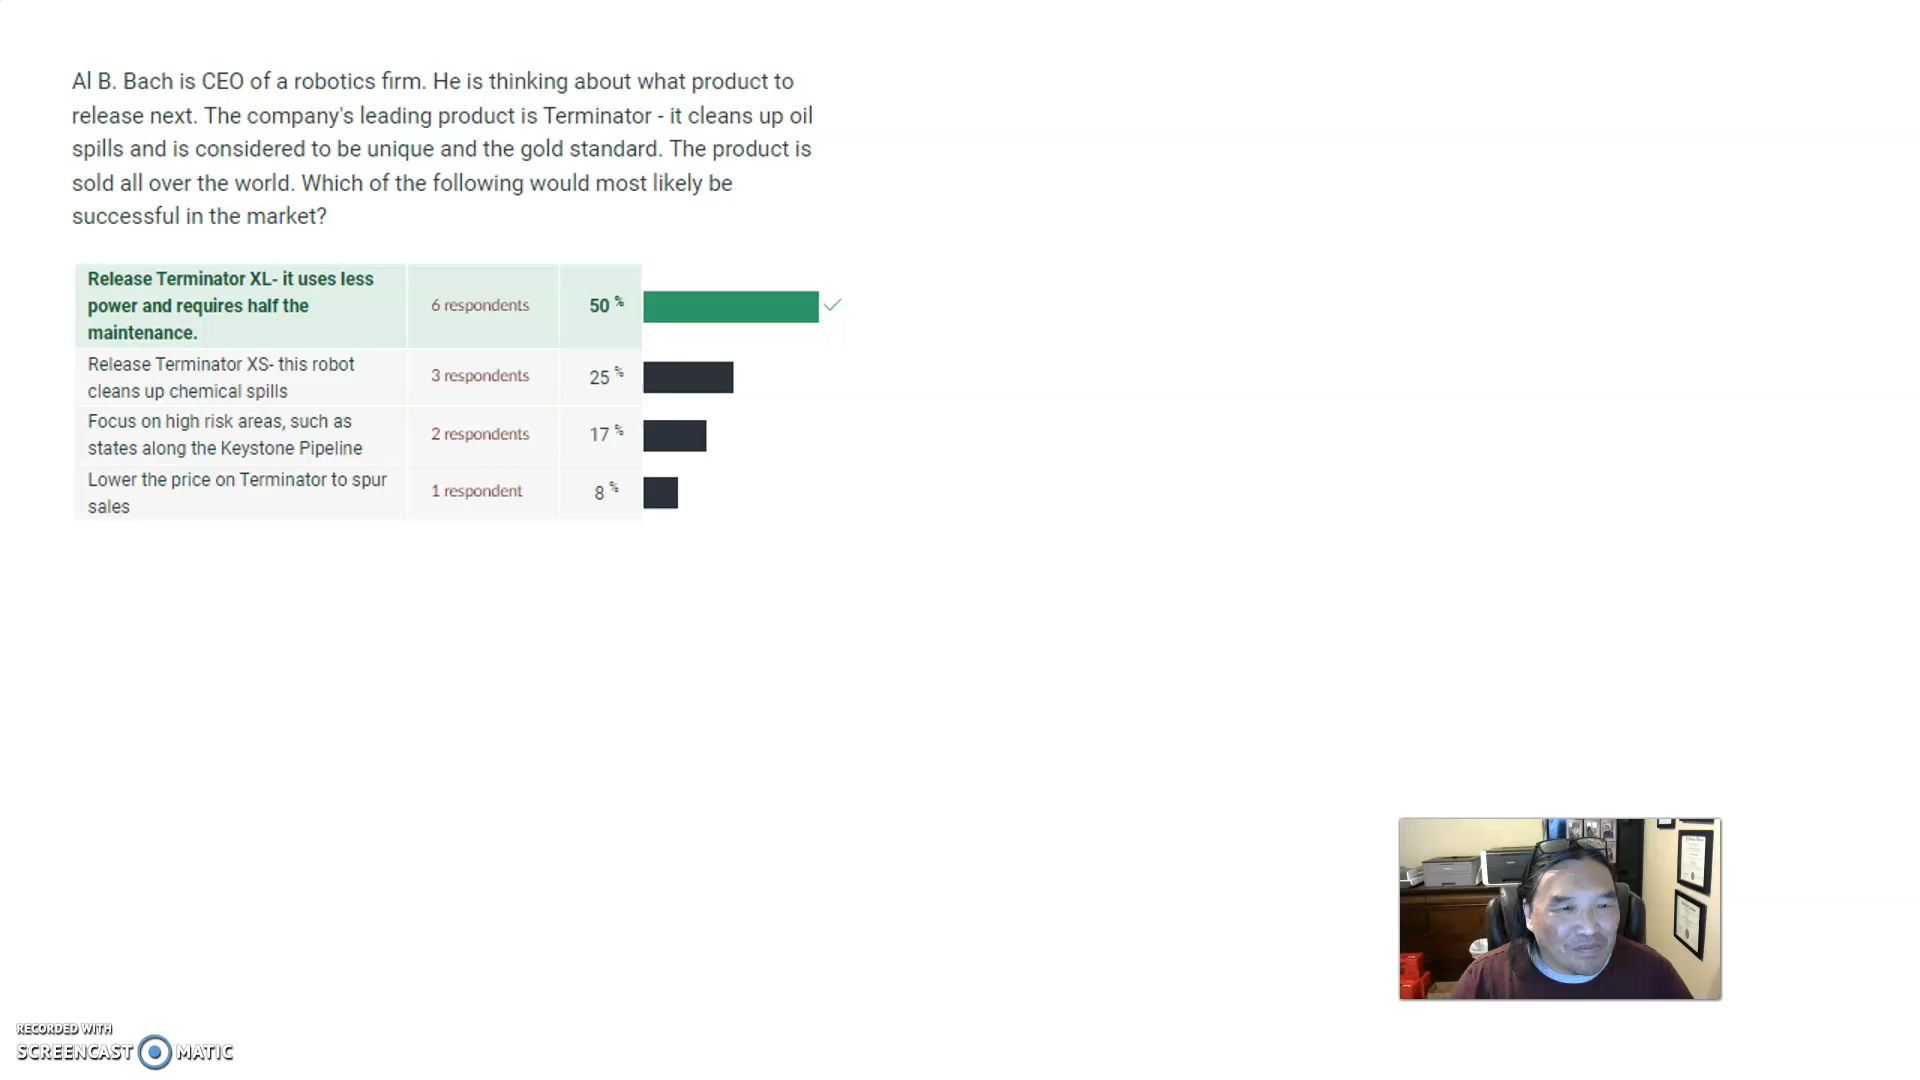 Al B. Bach is CEO of a robotics firm. He is thinking about what product to
release next. The company's leading product is Terminator - it cleans up oil
spills and is considered to be unique and the gold standard. The product is
sold all over the world. Which of the following would most likely be
successful in the market?
Release Terminator XL- it uses less
power and requires half the
maintenance.
6 respondents
50 %
Release Terminator XS- this robot
cleans up chemical spills
3 respondents
25 %
Focus on high risk areas, such as
states along the Keystone Pipeline
2 respondents
17 %
Lower the price on Terminator to spur
sales
1 respondent
8 %
RECORDED WITH
SCREENCAST MATIC